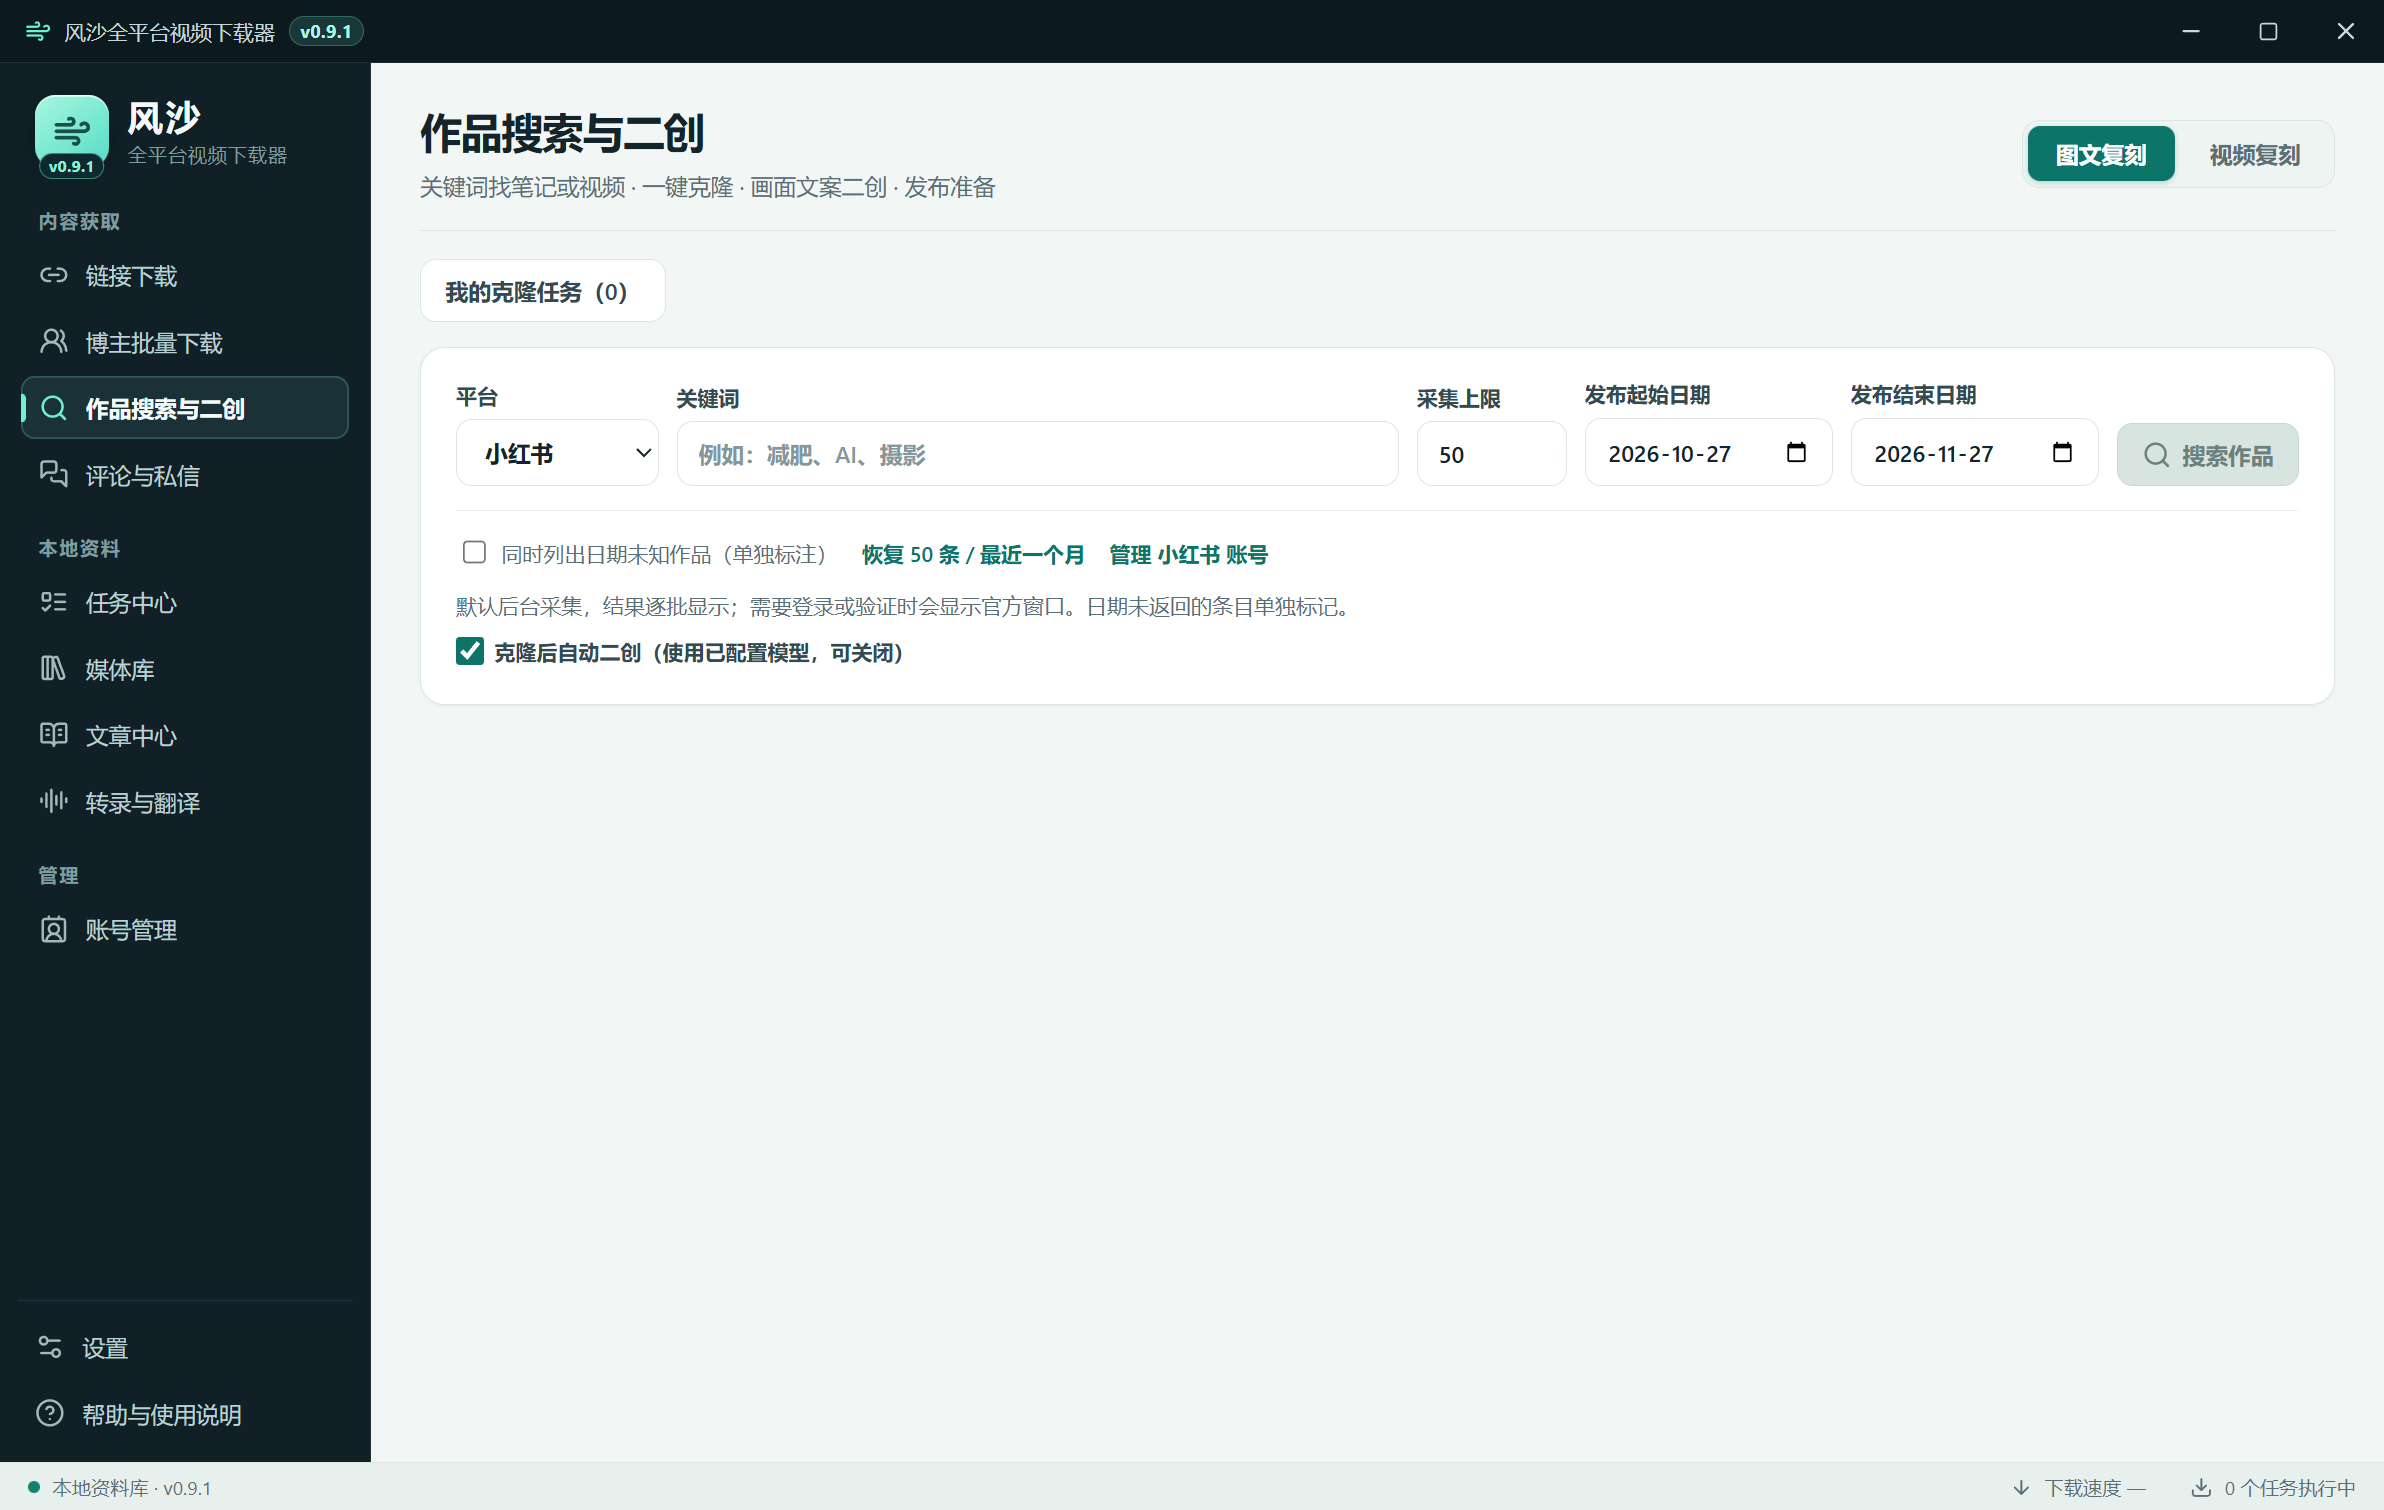 风沙全平台视频下载器 v0.9.1
风沙
全平台视频下载器
v0.9.1
内容获取
链接下载
博主批量下载
作品搜索与二创
评论与私信
本地资料
任务中心
媒体库
文章中心
转录与翻译
管理
账号管理
设置
帮助与使用说明
作品搜索与二创
关键词找笔记或视频 · 一键克隆 · 画面文案二创 · 发布准备
图文复刻 视频复刻
我的克隆任务（0）
平台 关键词 采集上限 发布起始日期 发布结束日期
小红书 例如：减肥、AI、摄影 50 2026-10-27 2026-11-27 搜索作品
同时列出日期未知作品（单独标注） 恢复 50 条 / 最近一个月 管理 小红书 账号
默认后台采集，结果逐批显示；需要登录或验证时会显示官方窗口。日期未返回的条目单独标记。
克隆后自动二创（使用已配置模型，可关闭）
本地资料库 · v0.9.1
下载速度 — 0 个任务执行中